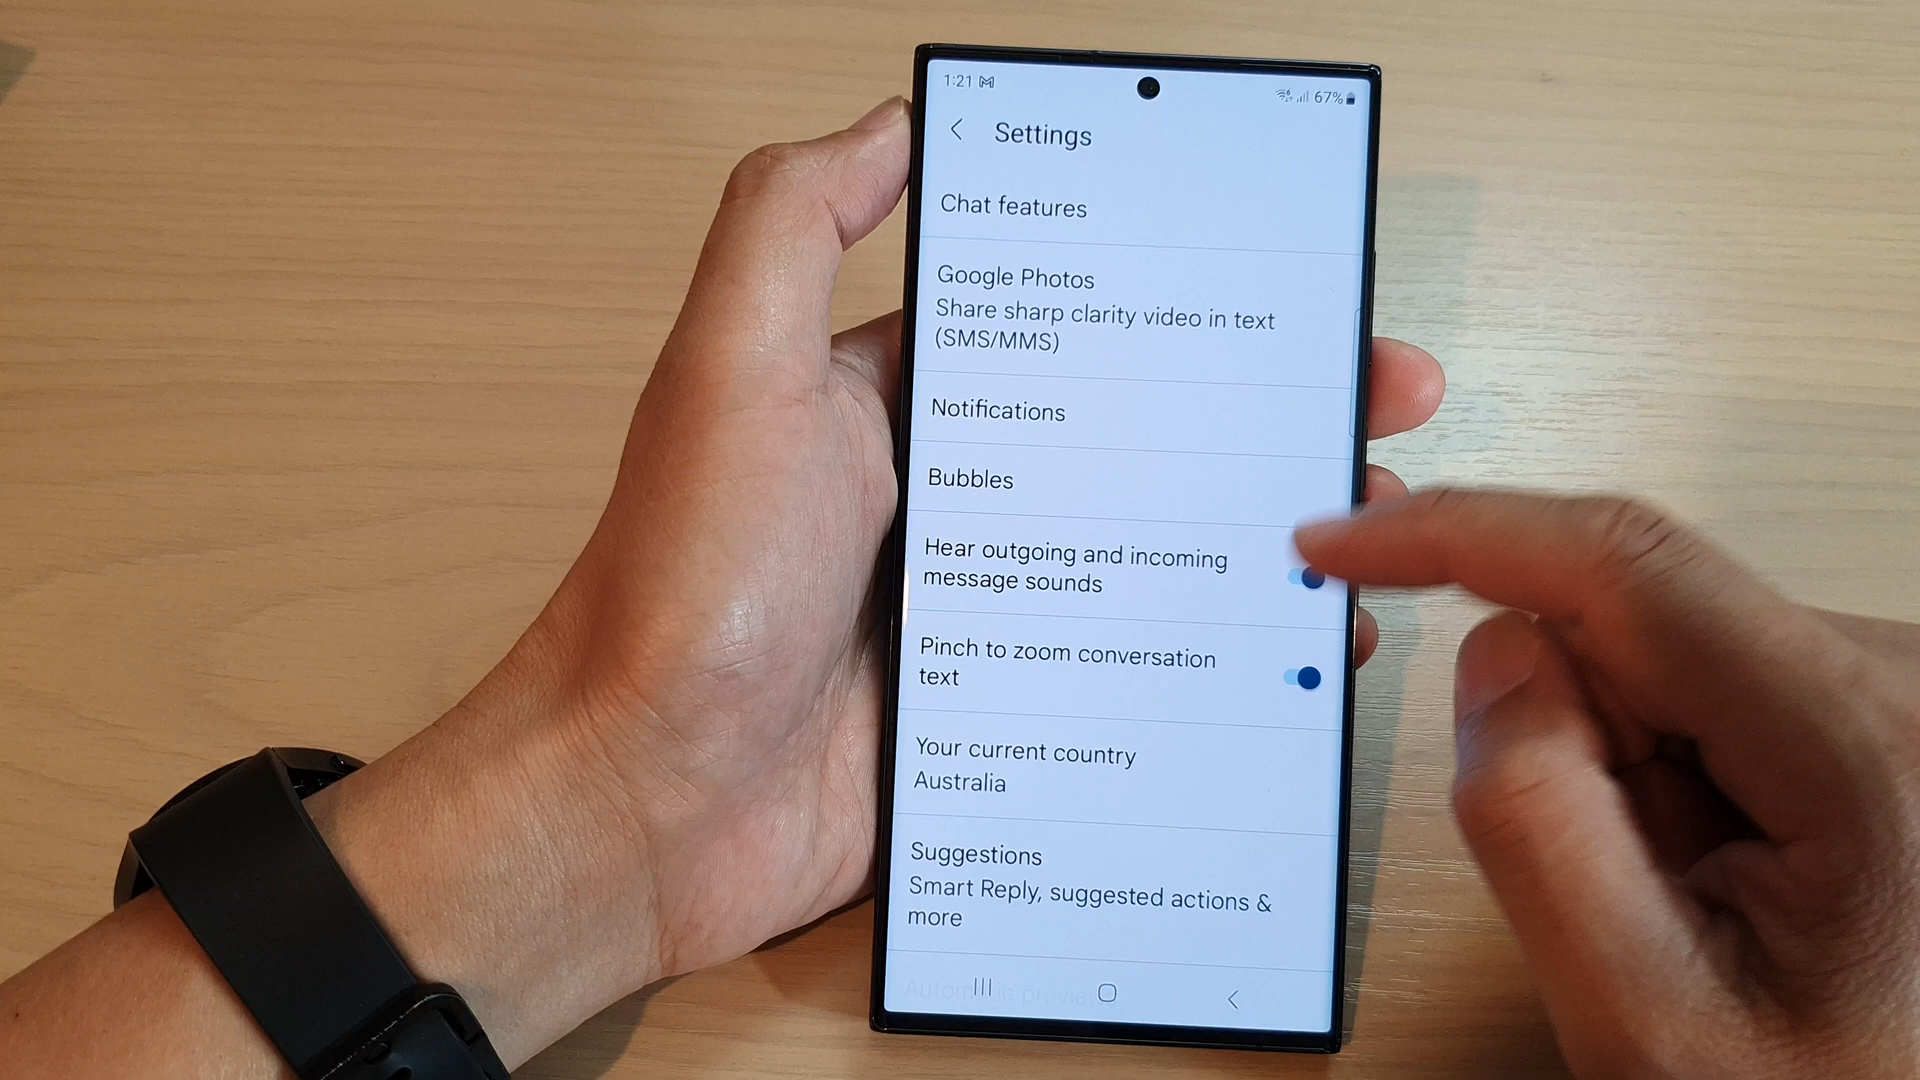 1:21
67%
Settings
Chat features
Google Photos
Share sharp clarity video in text
(SMS/MMS)
Notifications
Bubbles
Hear outgoing and incoming
message sounds
Pinch to zoom conversation
text
Your current country
Australia
Suggestions
Smart Reply, suggested actions &
more
Automatic previews